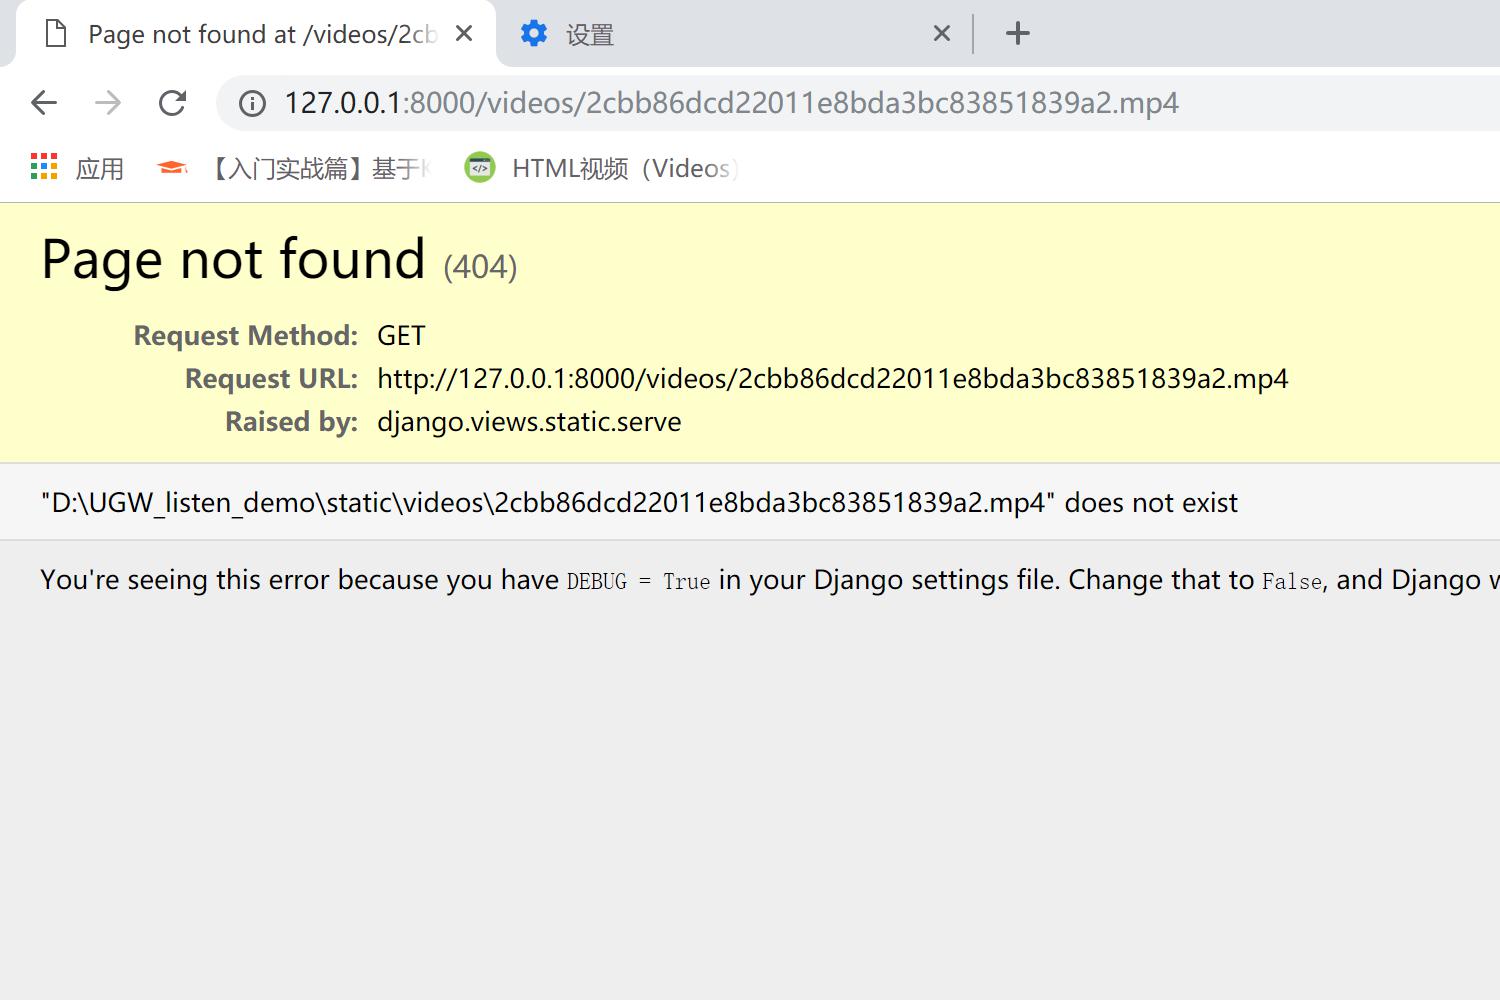 Page not found at /videos/2cb
设置
127.0.0.1:8000/videos/2cbb86dcd22011e8bda3bc83851839a2.mp4
应用 【入门实战篇】基于K HTML视频（Videos）
Page not found (404)
Request Method: GET
Request URL: http://127.0.0.1:8000/videos/2cbb86dcd22011e8bda3bc83851839a2.mp4
Raised by: django.views.static.serve
"D:\UGW_listen_demo\static\videos\2cbb86dcd22011e8bda3bc83851839a2.mp4" does not exist
You're seeing this error because you have DEBUG = True in your Django settings file. Change that to False, and Django w